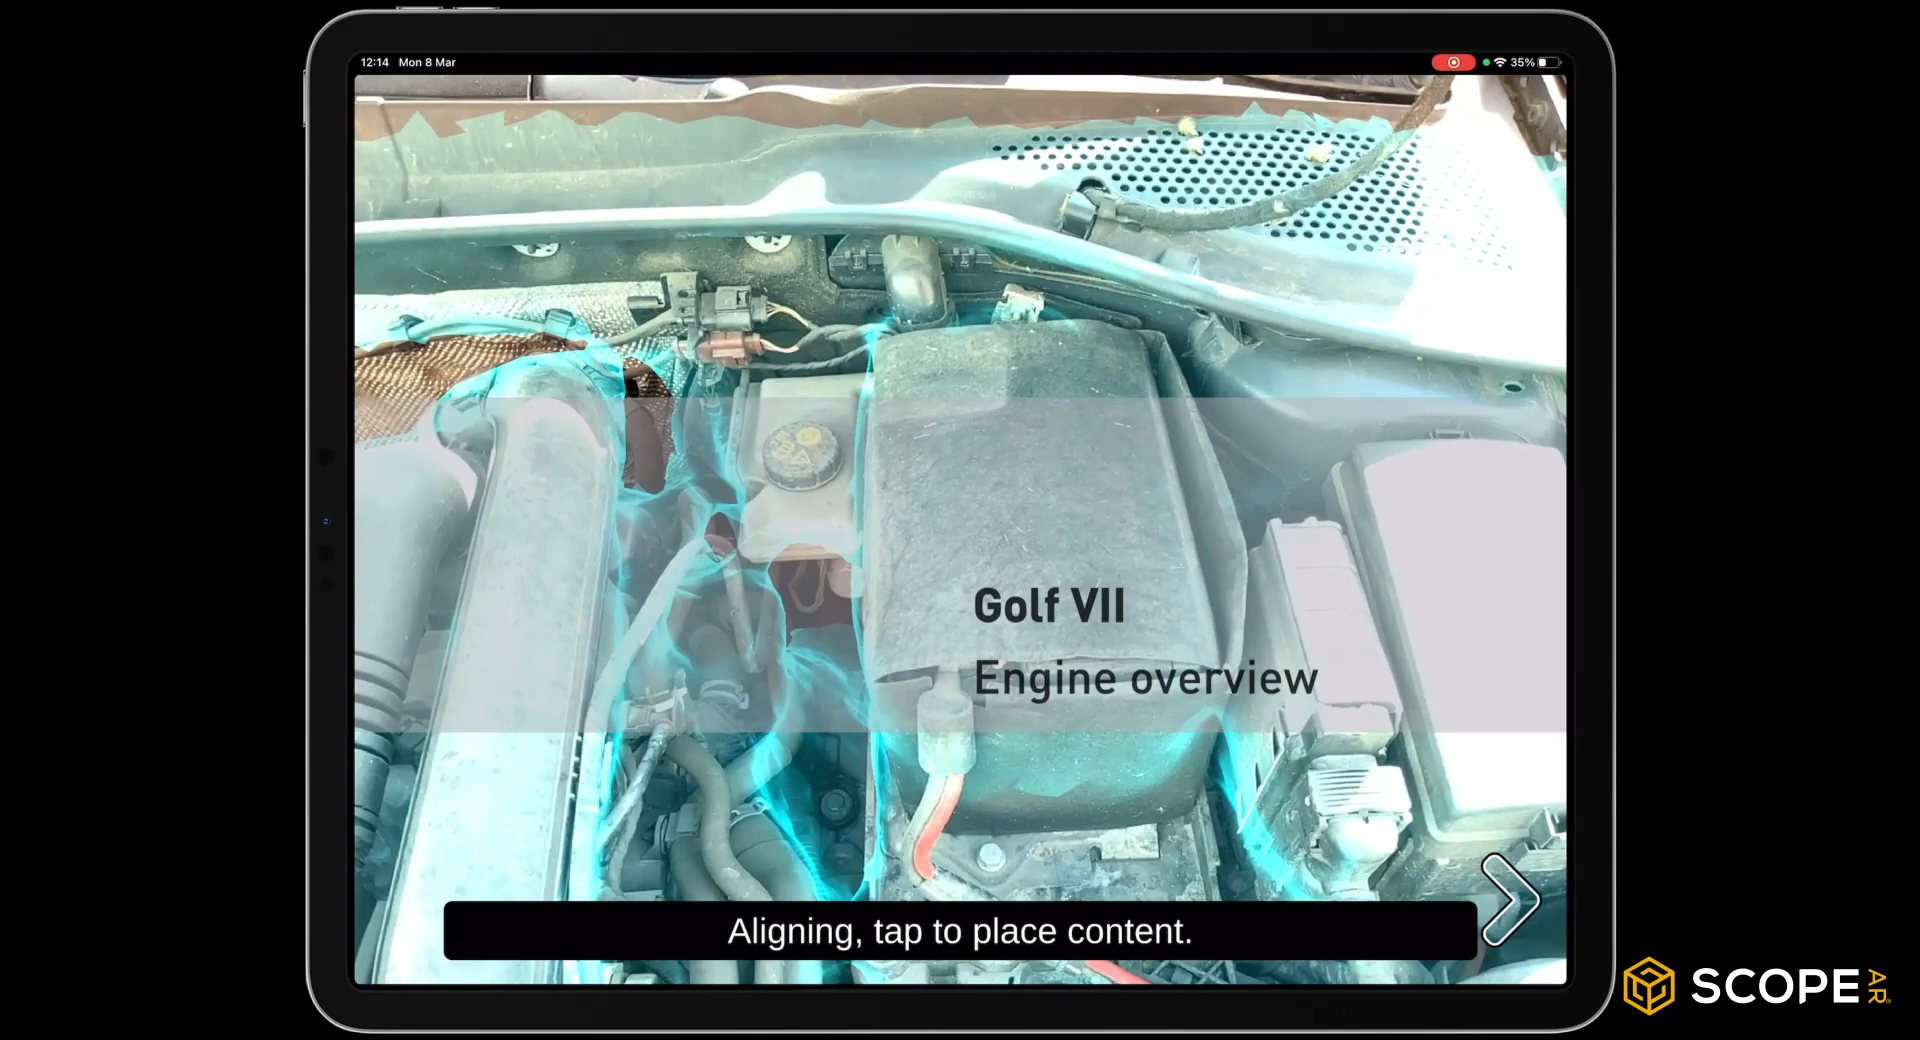 12:14 Mon 8 Mar
35%
Golf VII
Engine overview
Aligning, tap to place content.
SCOPE AR